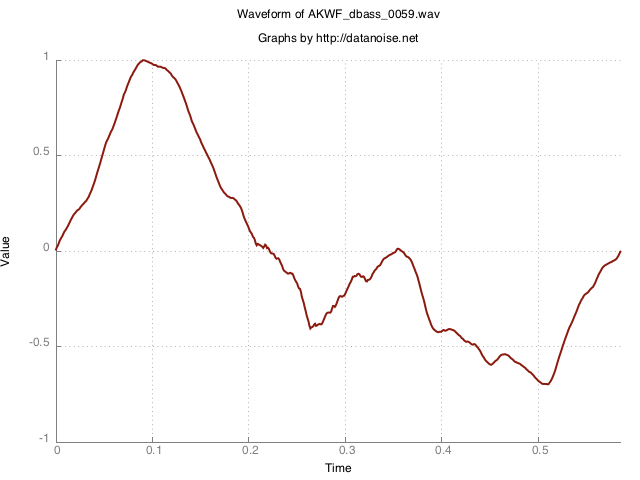 Waveform of AKWF_dbass_0059.wav
Graphs by http://datanoise.net
1
0.5
0
-0.5
-1
Value
0 0.1 0.2 0.3 0.4 0.5
Time